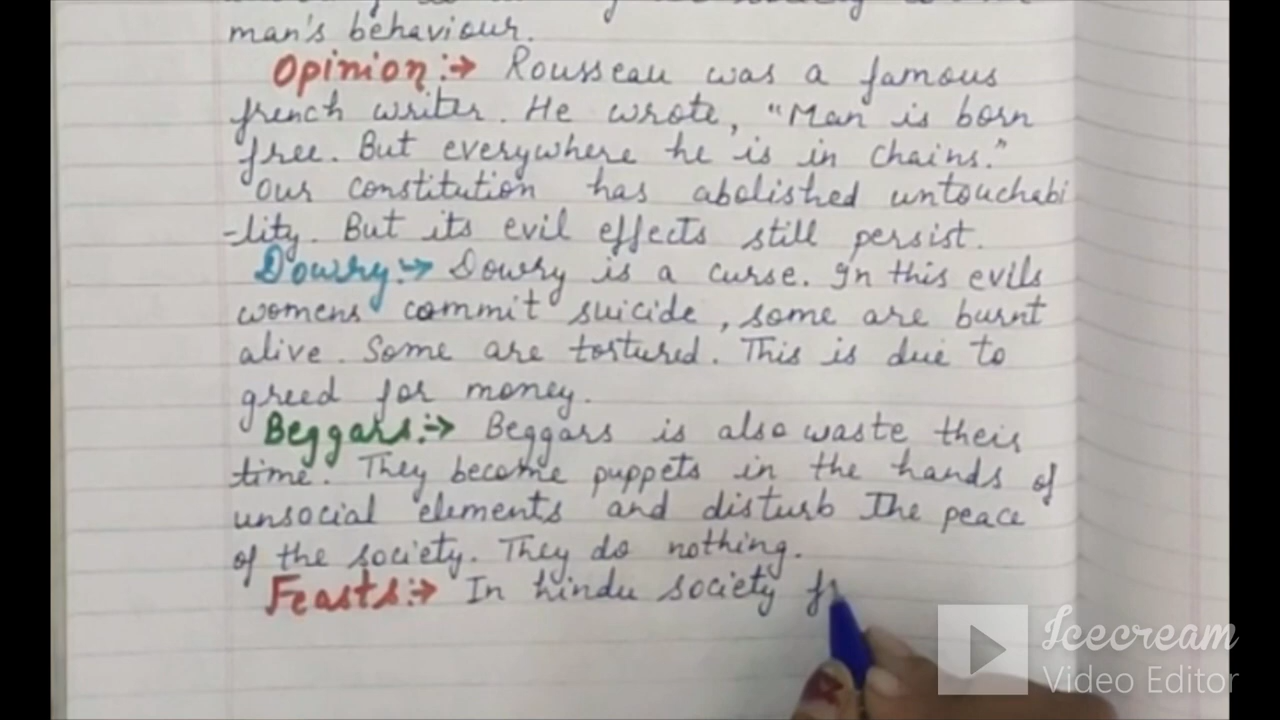 man's behaviour.
Opinion:→ Rousseau was a famous
french writer. He wrote, "Man is born
free. But everywhere he is in chains."
Our constitution has abolished untouchabi
-lity. But its evil effects still persist.
Dowry:→ Dowry is a curse. In this evils
womens commit suicide, some are burnt
alive. Some are tortured. This is due to
greed for money.
Beggars:→ Beggars is also waste their
time. They become puppets in the hands of
unsocial elements and disturb The peace
of the society. They do nothing.
Feasts:→ In hindu society
Icecream
Video Editor